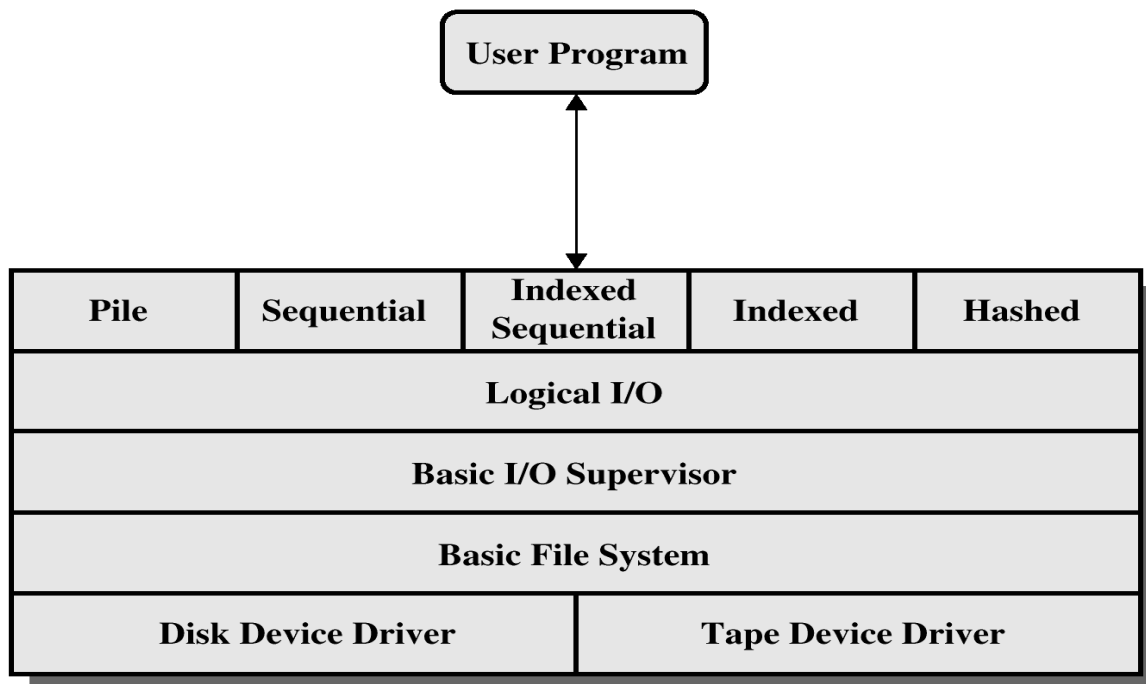 User Program
Pile
Sequential
Indexed
Sequential
Indexed
Hashed
Logical I/O
Basic I/O Supervisor
Basic File System
Disk Device Driver
Tape Device Driver